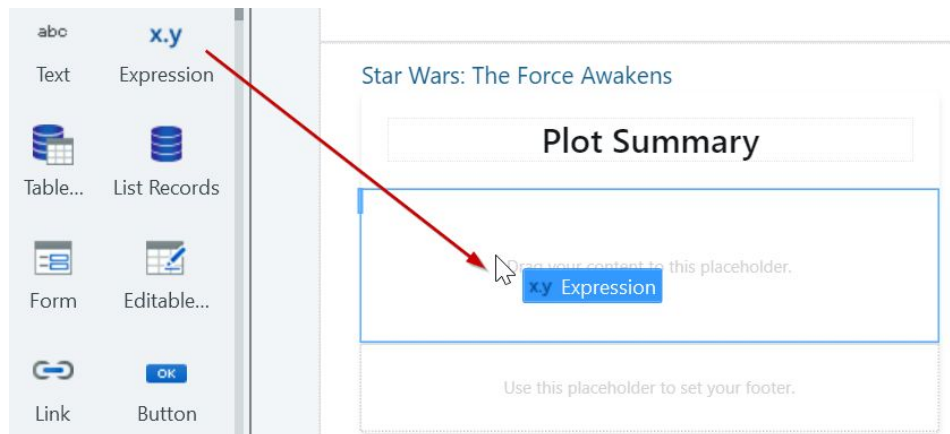 abc x.y
Text Expression
Table... List Records
Form Editable...
OK
Link Button
Star Wars: The Force Awakens
Plot Summary
Drag your content to this placeholder.
x.y Expression
Use this placeholder to set your footer.